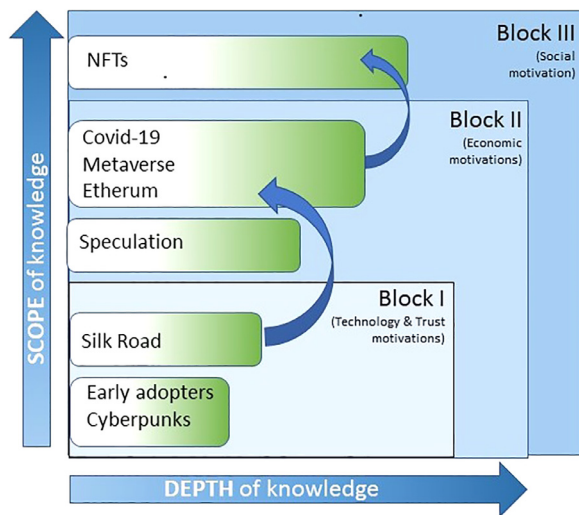 Block III
(Social
motivation)
NFTs
Block II
(Economic
motivations)
Covid-19
Metaverse
Etherum
Speculation
Block I
(Technology & Trust
motivations)
Silk Road
Early adopters
Cyberpunks
SCOPE of knowledge
DEPTH of knowledge